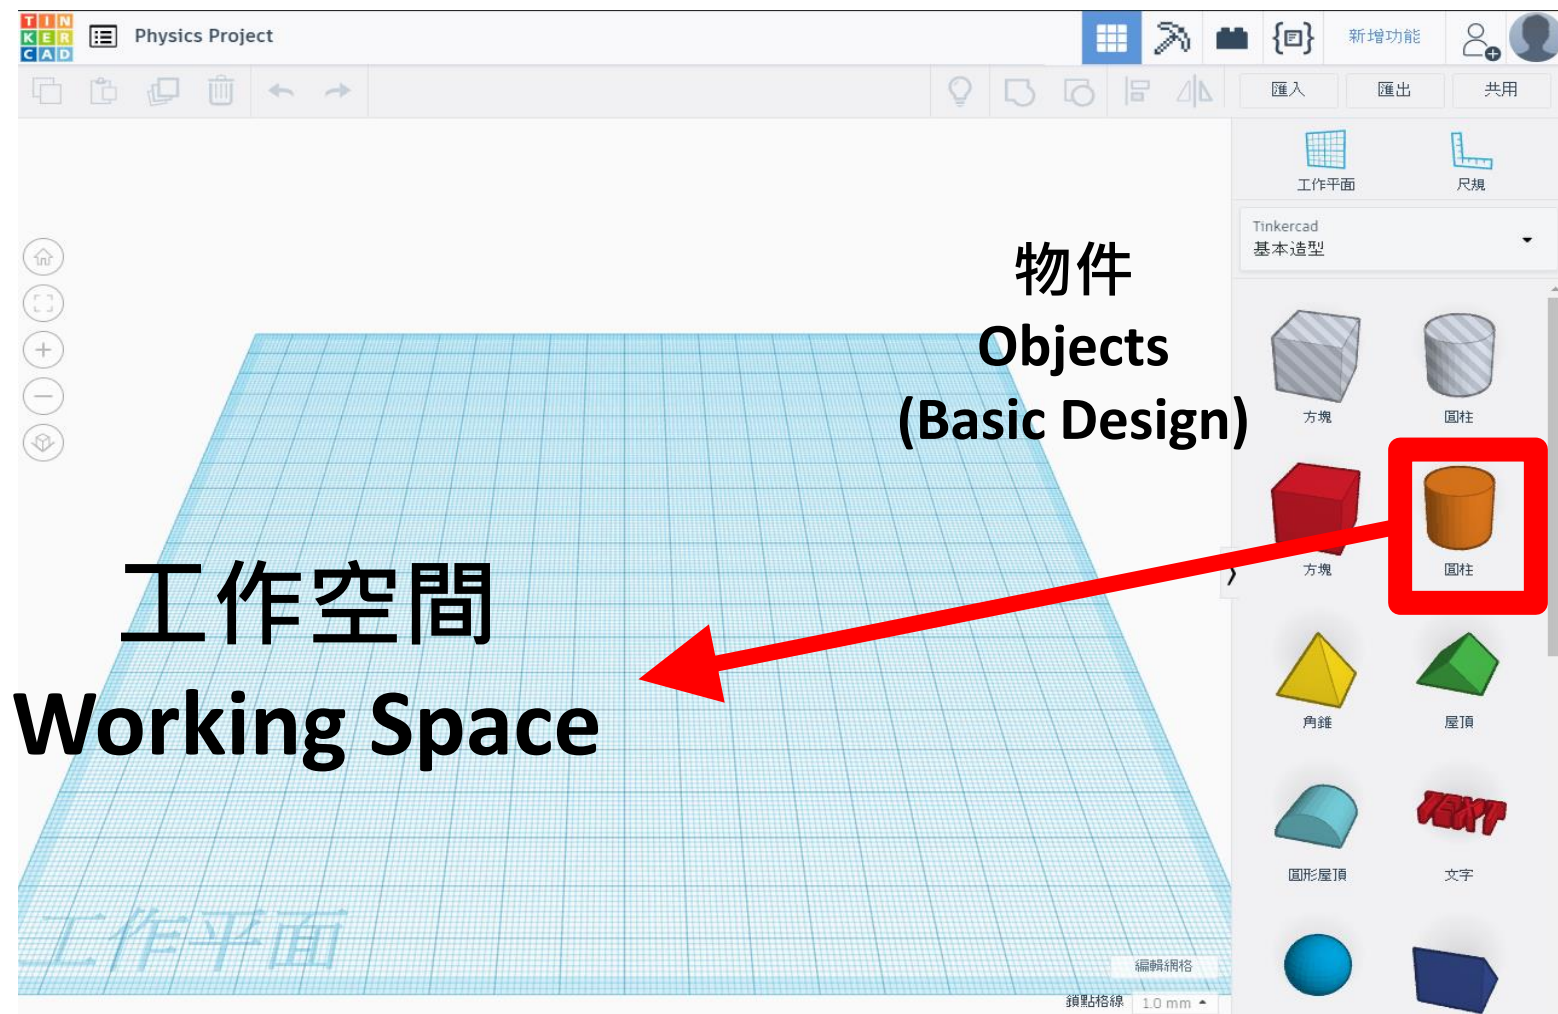 TIN
KER
CAD
Physics Project
新增功能
匯入
匯出
共用
工作平面
尺規
Tinkercad
基本造型
物件
Objects
(Basic Design)
方塊
圓柱
方塊
圓柱
工作空間
Working Space
角錐
屋頂
TEXT
圓形屋頂
文字
工作平面
編輯網格
鎖點格線
1.0 mm